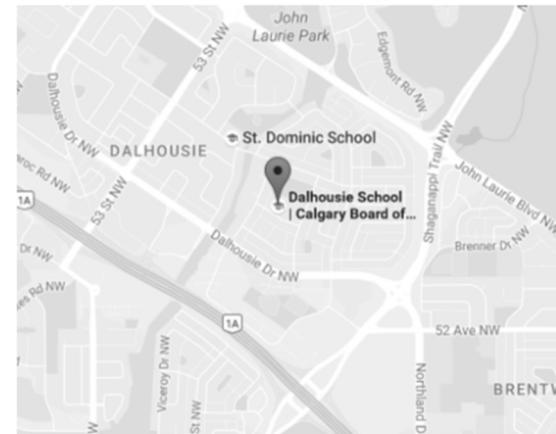 John
Laurie Park
53 St NW
Edgemont Rd NW
Dalhousie Dr NW
St. Dominic School
DALHOUSIE
Shaganappi Trail NW
John Laurie Blvd NW
Dalhousie School
| Calgary Board of...
1A
53 St NW
Dalhousie Dr NW
Brenner Dr NW
Dr NW
Rd NW
1A
52 Ave NW
Viceroy Dr NW
Northland D
BRENTW
St NW
W